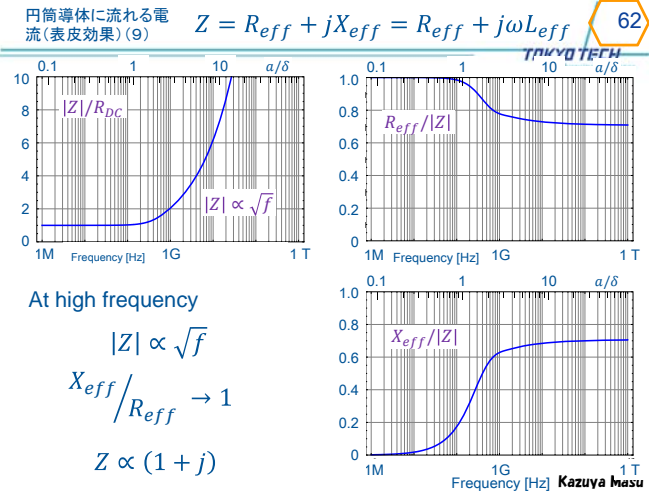 円筒導体に流れる電
流(表皮効果)(9)
Z = R_eff + jX_eff = R_eff + jωL_eff
62
TOKYO TECH
0.1 1 10 a/δ
10
8
6
4
2
0
|Z|/R_DC
|Z| ∝ √f
1M 1G 1 T
Frequency [Hz]
0.1 1 10 a/δ
1.0
0.8
0.6
0.4
0.2
0
R_eff/|Z|
1M 1G 1 T
Frequency [Hz]
At high frequency
|Z| ∝ √f
X_eff/R_eff → 1
Z ∝ (1 + j)
0.1 1 10 a/δ
1.0
0.8
0.6
0.4
0.2
0
X_eff/|Z|
1M 1G 1 T
Frequency [Hz]
Kazuya Masu